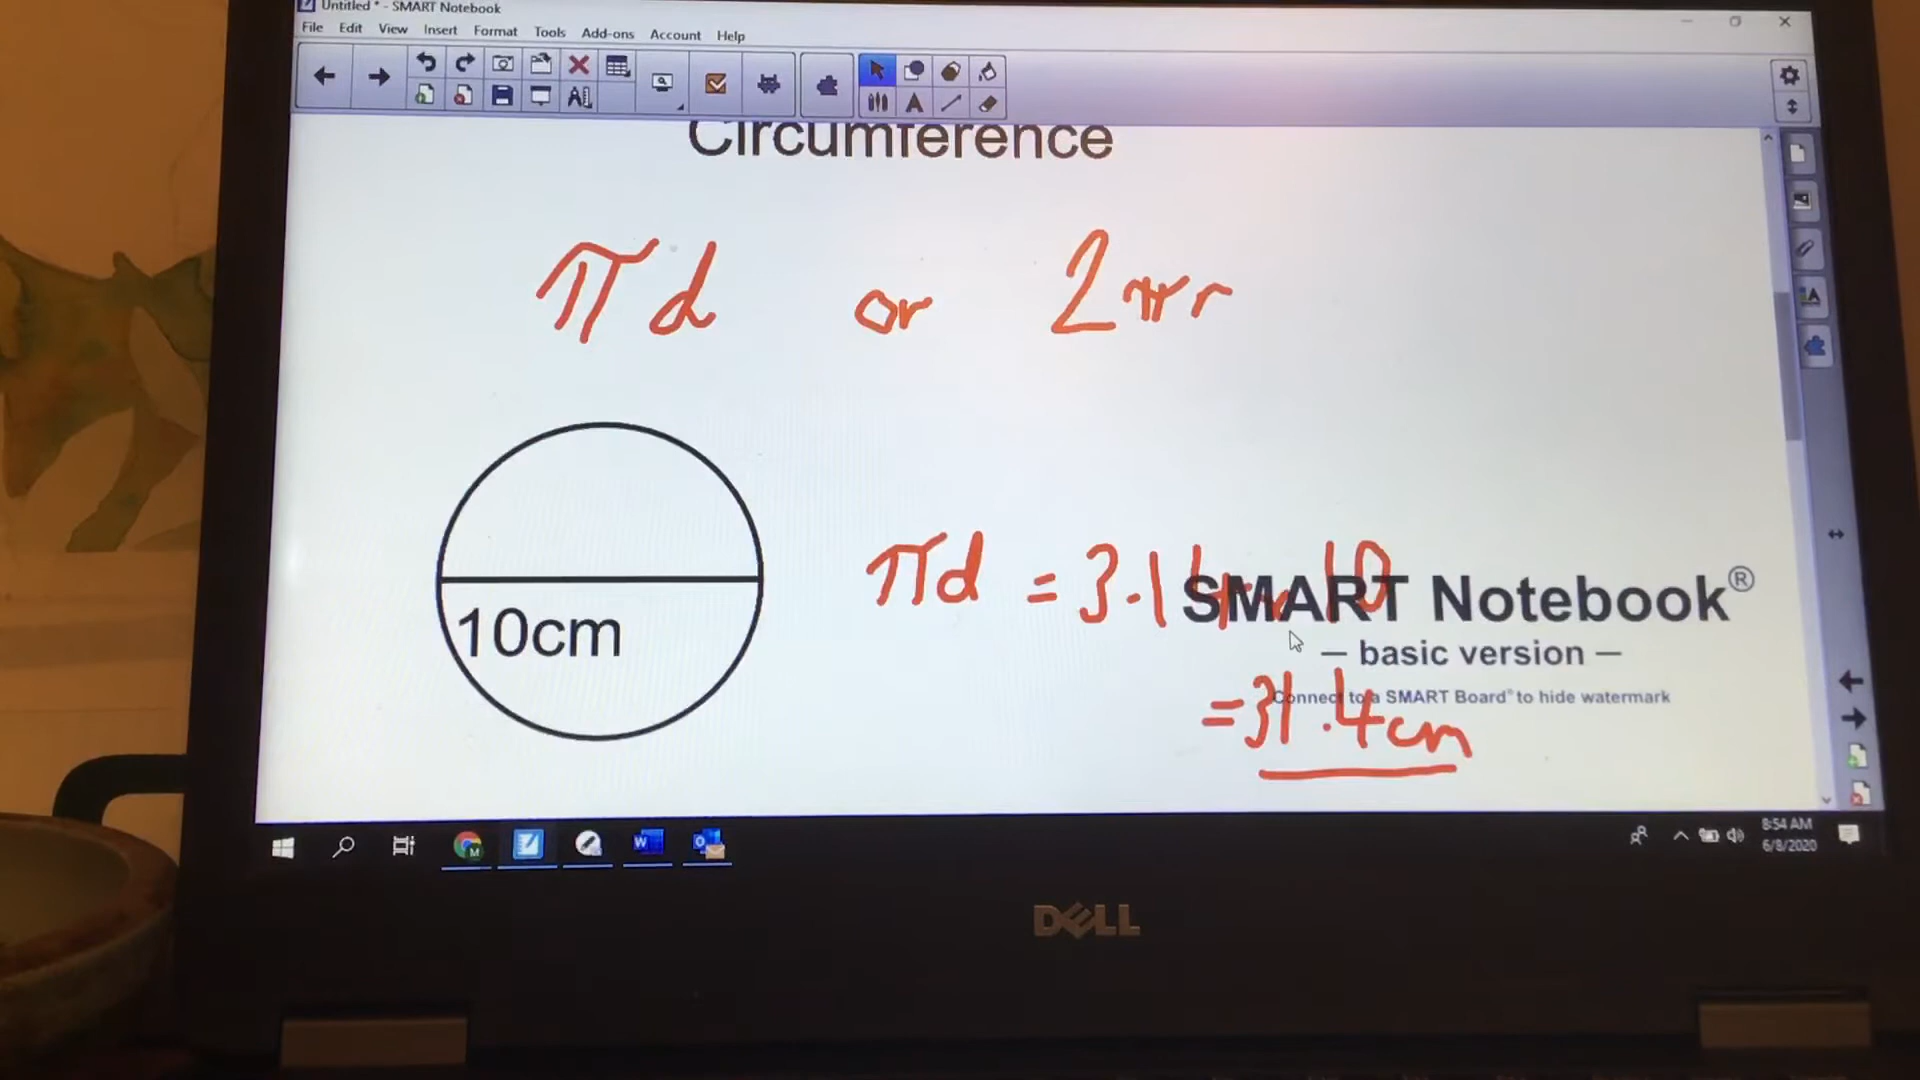 Untitled * - SMART Notebook
File Edit View Insert Format Tools Add-ons Account Help
Circumference
πd or 2πr
10cm
πd = 3.14 x 10
SMART Notebook®
— basic version —
Connect to a SMART Board® to hide watermark
= 31.4cm
8:54 AM
6/8/2020
DELL